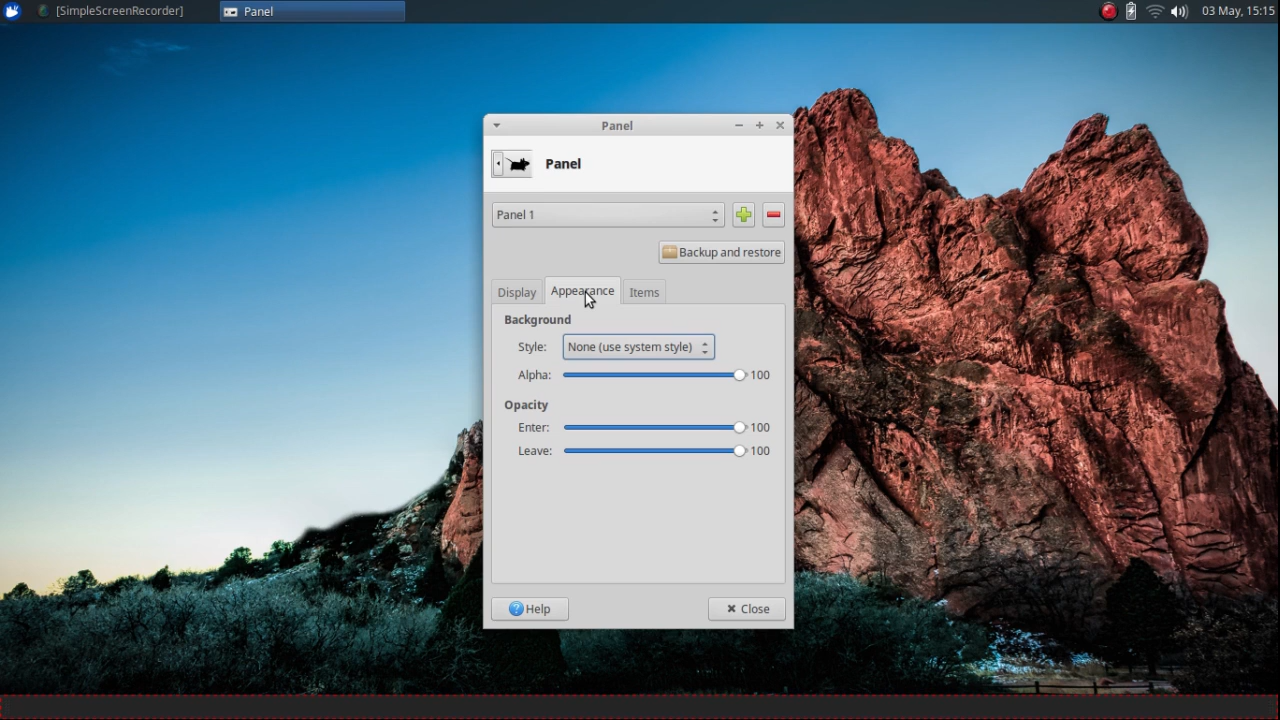 [SimpleScreenRecorder]
Panel
03 May, 15:15
Panel
Panel
Panel 1
Backup and restore
Display
Appearance
Items
Background
Style:
None (use system style)
Alpha:
100
Opacity
Enter:
100
Leave:
100
Help
Close